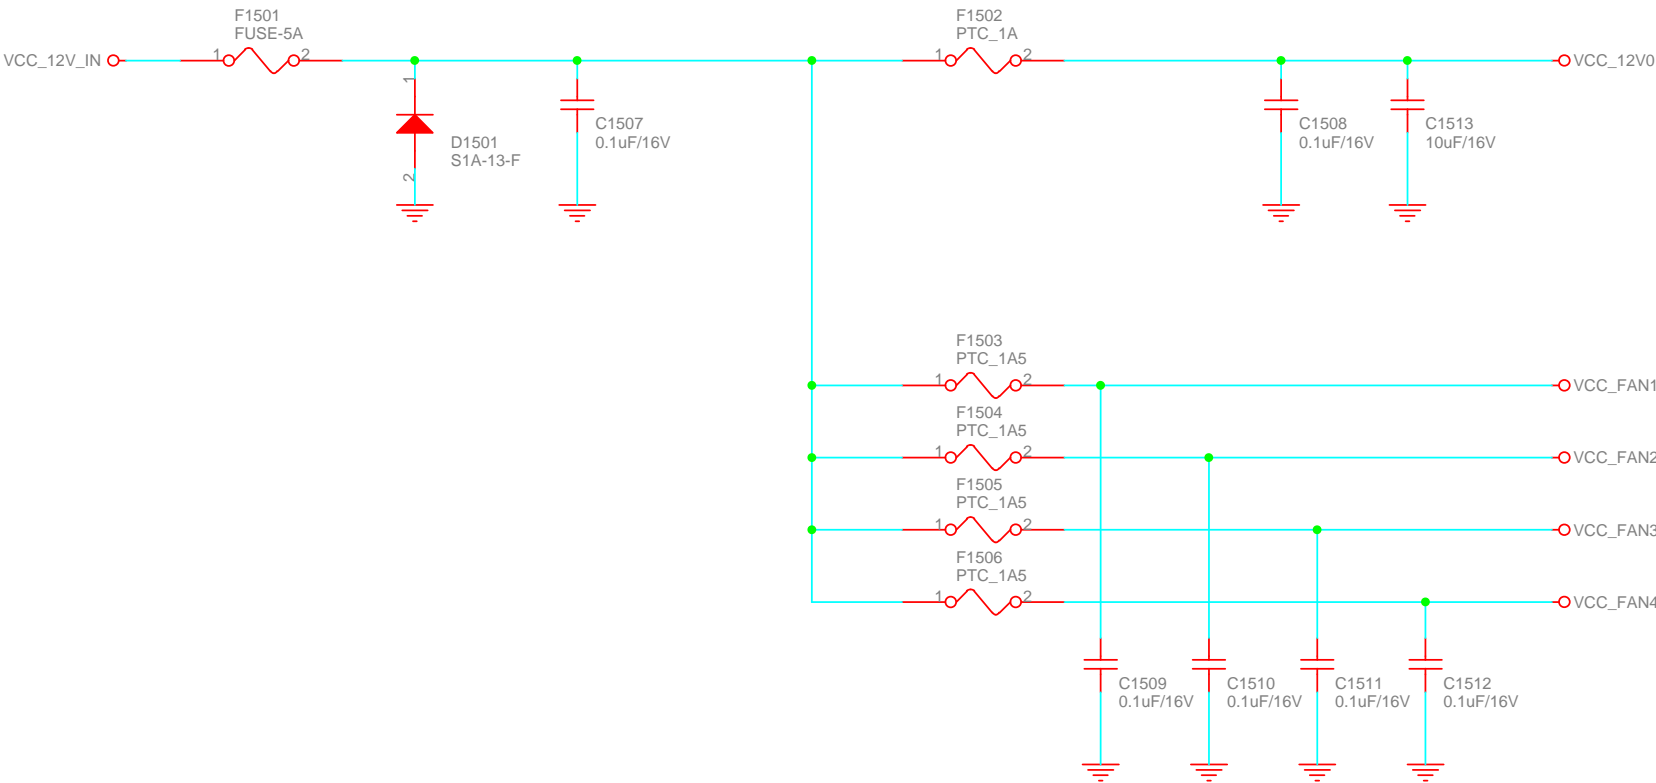 F1501
FUSE-5A
VCC_12V_IN
1
2
1
D1501
S1A-13-F
2
C1507
0.1uF/16V
F1502
PTC_1A
1
2
VCC_12V0
C1508
0.1uF/16V
C1513
10uF/16V
F1503
PTC_1A5
1
2
VCC_FAN1
F1504
PTC_1A5
1
2
VCC_FAN2
F1505
PTC_1A5
1
2
VCC_FAN3
F1506
PTC_1A5
1
2
VCC_FAN4
C1509
0.1uF/16V
C1510
0.1uF/16V
C1511
0.1uF/16V
C1512
0.1uF/16V